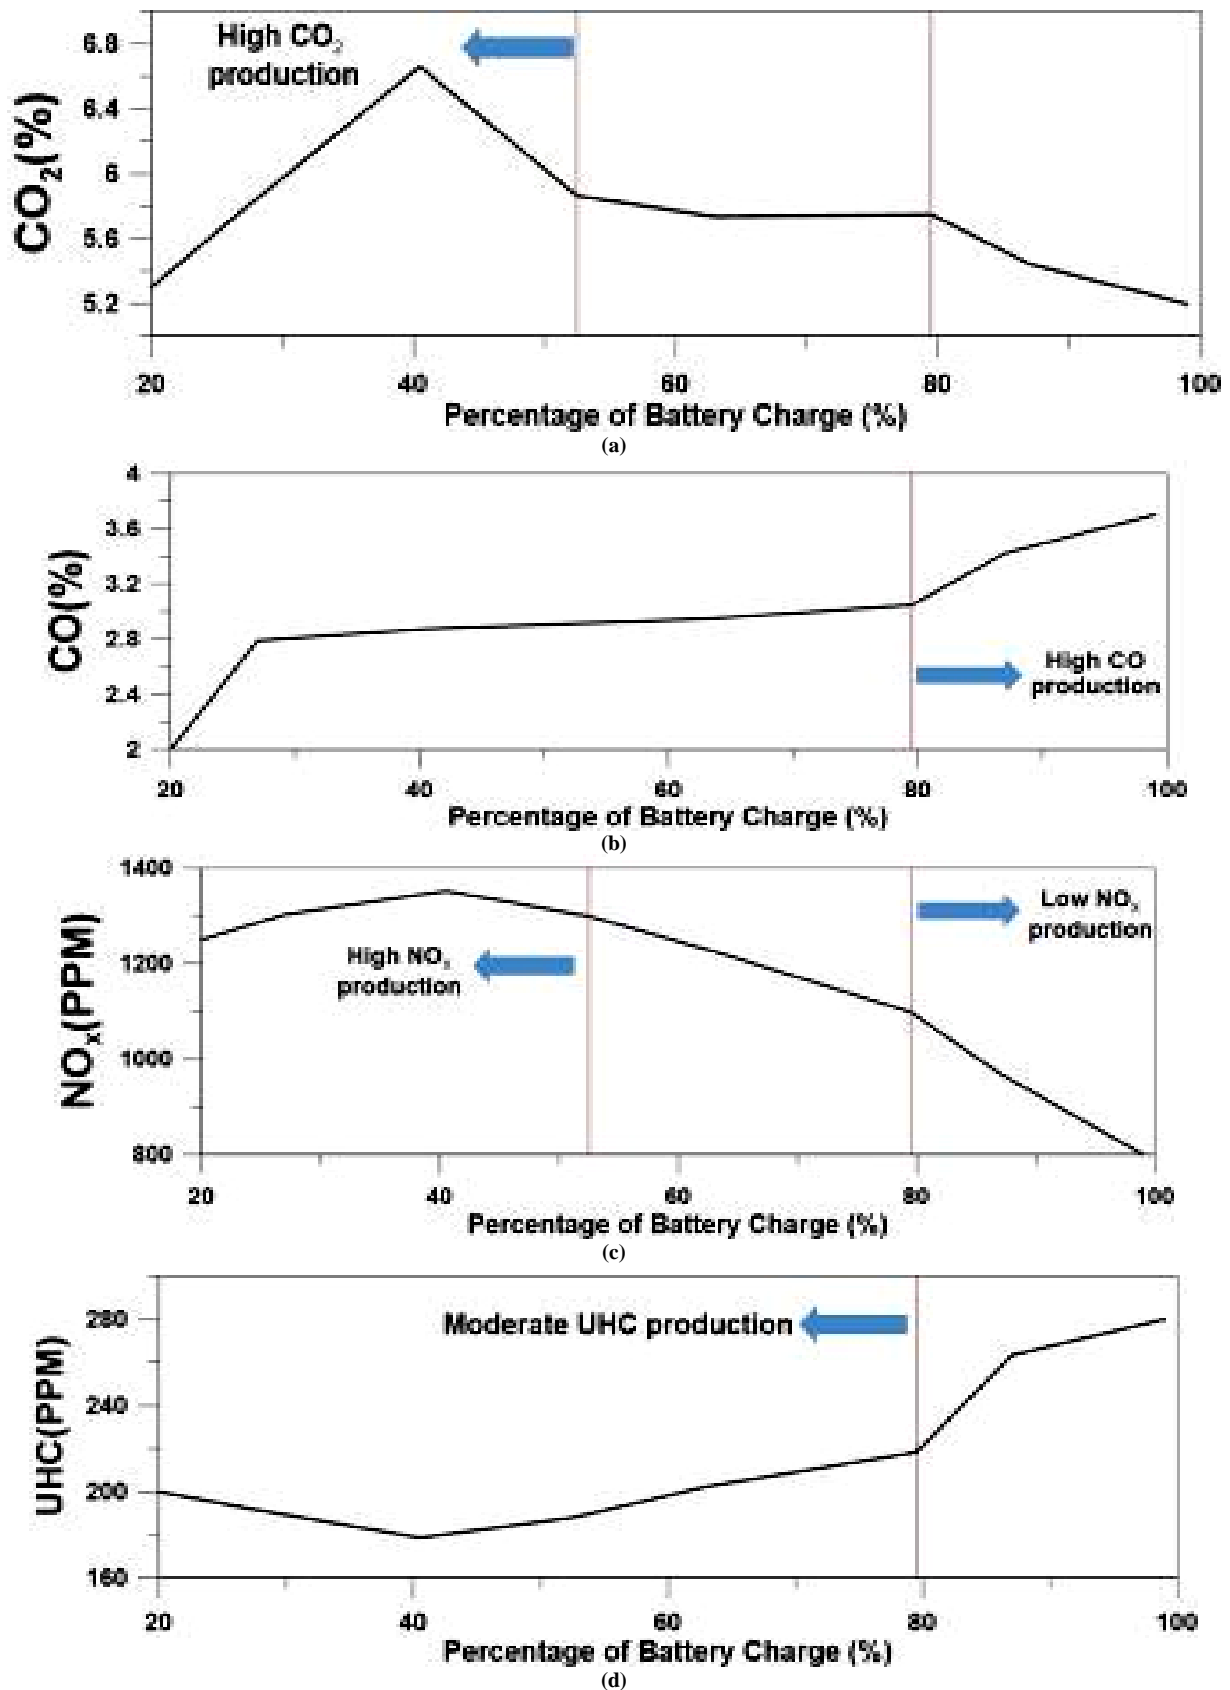 High CO₂
production
CO₂(%)
6.8
6.4
6
5.6
5.2
20 40 60 80 100
Percentage of Battery Charge (%)
(a)
CO(%)
4
3.6
3.2
2.8
2.4
2
High CO
production
20 40 60 80 100
Percentage of Battery Charge (%)
(b)
NOₓ(PPM)
1400
1200
1000
800
High NOₓ
production
Low NOₓ
production
20 40 60 80 100
Percentage of Battery Charge (%)
(c)
UHC(PPM)
280
240
200
160
Moderate UHC production
20 40 60 80 100
Percentage of Battery Charge (%)
(d)